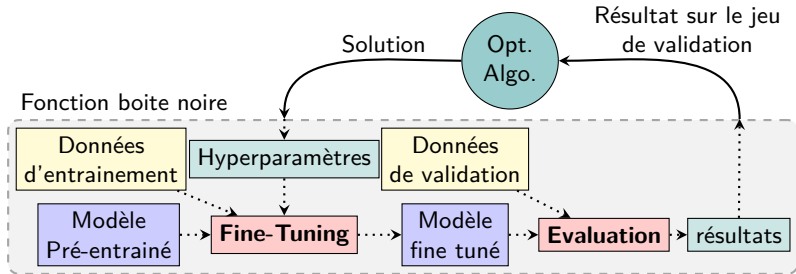 Résultat sur le jeu
de validation
Solution
Opt.
Algo.
Fonction boite noire
Données
d'entrainement
Hyperparamètres
Données
de validation
Modèle
Pré-entrainé
Fine-Tuning
Modèle
fine tuné
Evaluation
résultats